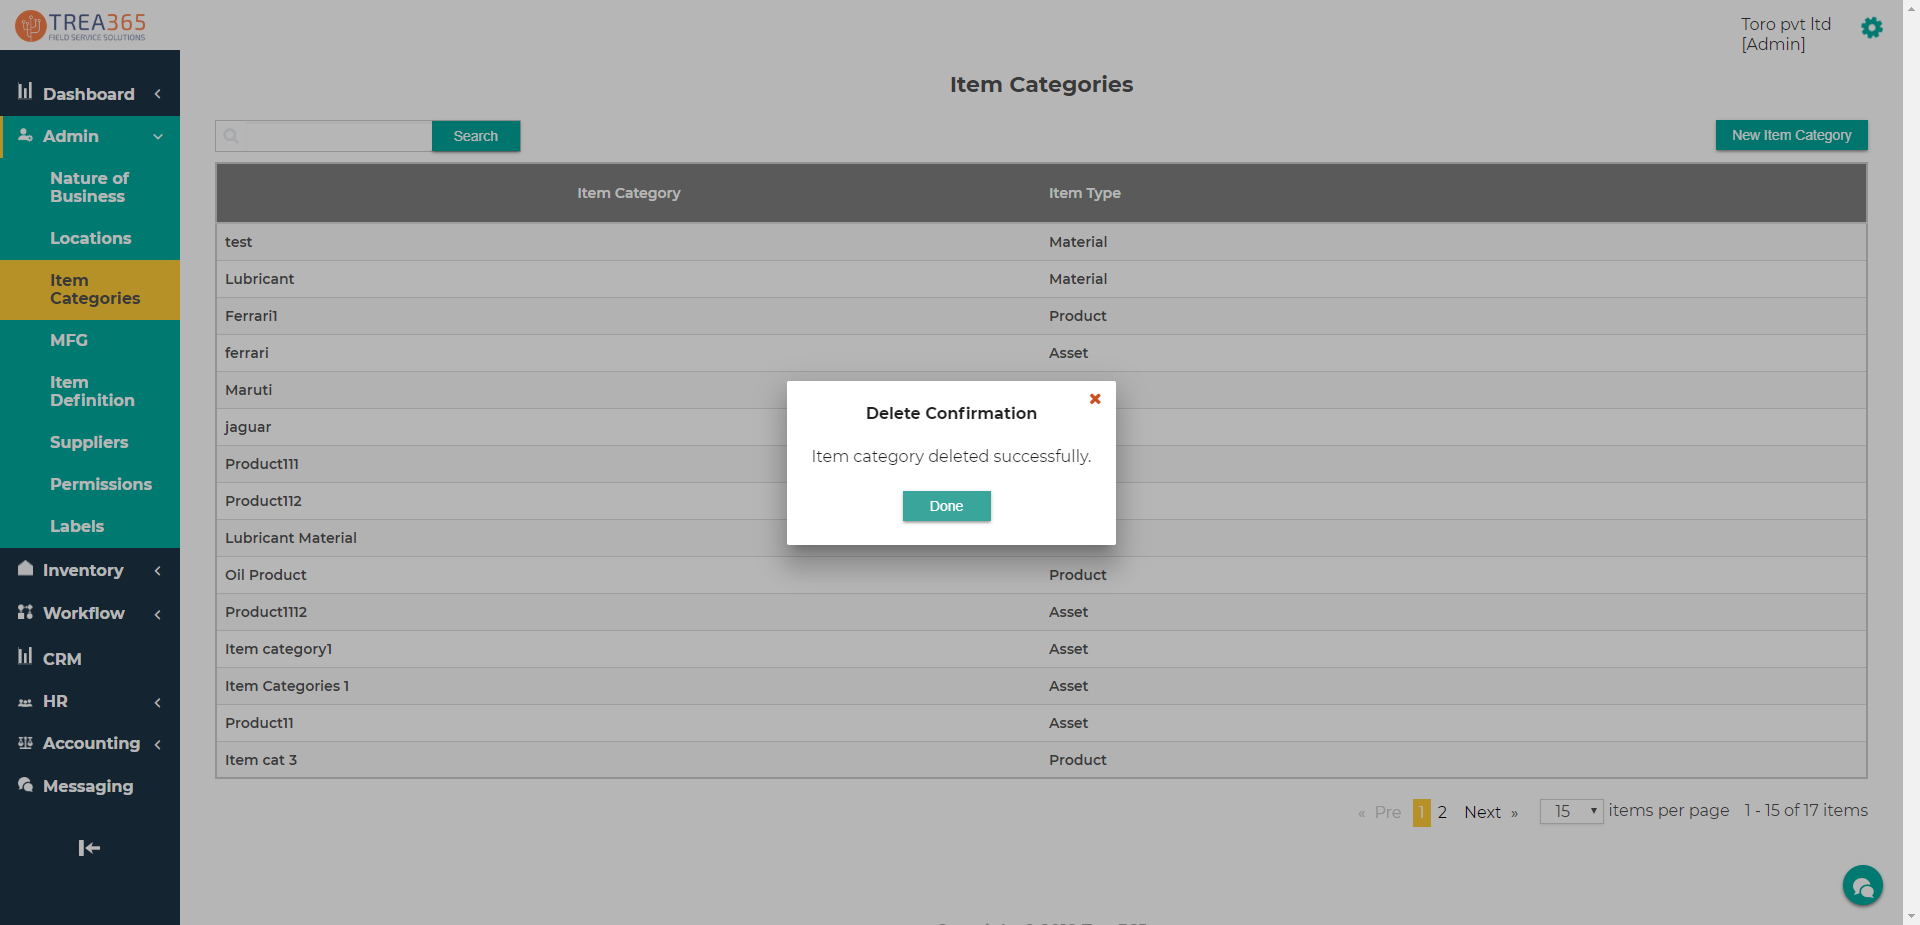 TREA365
FIELD SERVICE SOLUTIONS
Toro pvt ltd
[Admin]
Dashboard
Admin
Nature of
Business
Locations
Item
Categories
MFG
Item
Definition
Suppliers
Permissions
Labels
Inventory
Workflow
CRM
HR
Accounting
Messaging
Item Categories
Search
New Item Category
Item Category Item Type
test Material
Lubricant Material
Ferrari1 Product
ferrari Asset
Maruti
jaguar
Product111
Product112
Lubricant Material
Oil Product Product
Product1112 Asset
Item category1 Asset
Item Categories 1 Asset
Product11 Asset
Item cat 3 Product
Delete Confirmation
Item category deleted successfully.
Done
« Pre 1 2 Next » 15 items per page 1 - 15 of 17 items